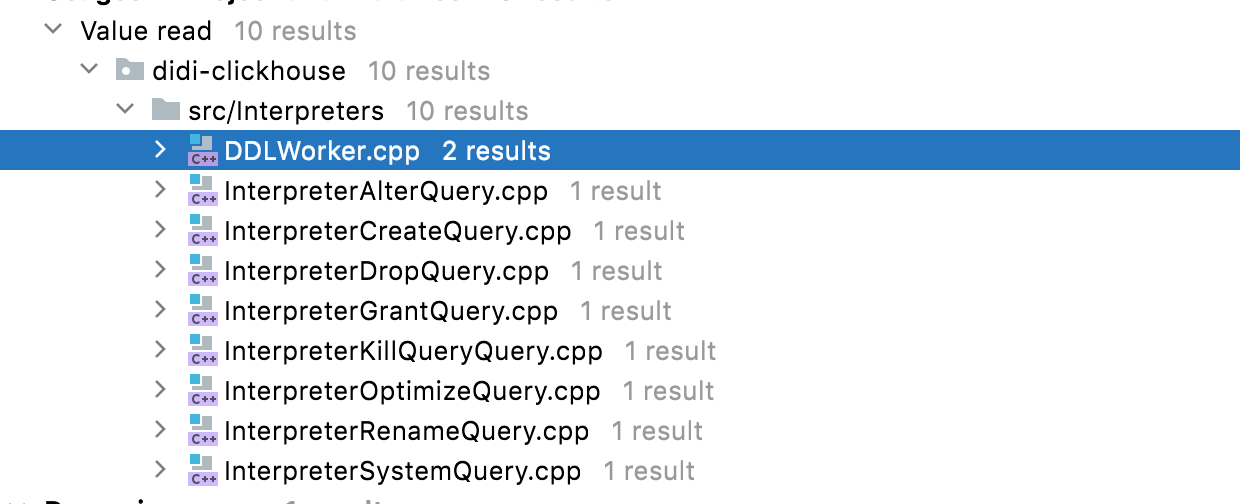 Value read 10 results
didi-clickhouse 10 results
src/Interpreters 10 results
C++ DDLWorker.cpp 2 results
C++ InterpreterAlterQuery.cpp 1 result
C++ InterpreterCreateQuery.cpp 1 result
C++ InterpreterDropQuery.cpp 1 result
C++ InterpreterGrantQuery.cpp 1 result
C++ InterpreterKillQueryQuery.cpp 1 result
C++ InterpreterOptimizeQuery.cpp 1 result
C++ InterpreterRenameQuery.cpp 1 result
C++ InterpreterSystemQuery.cpp 1 result